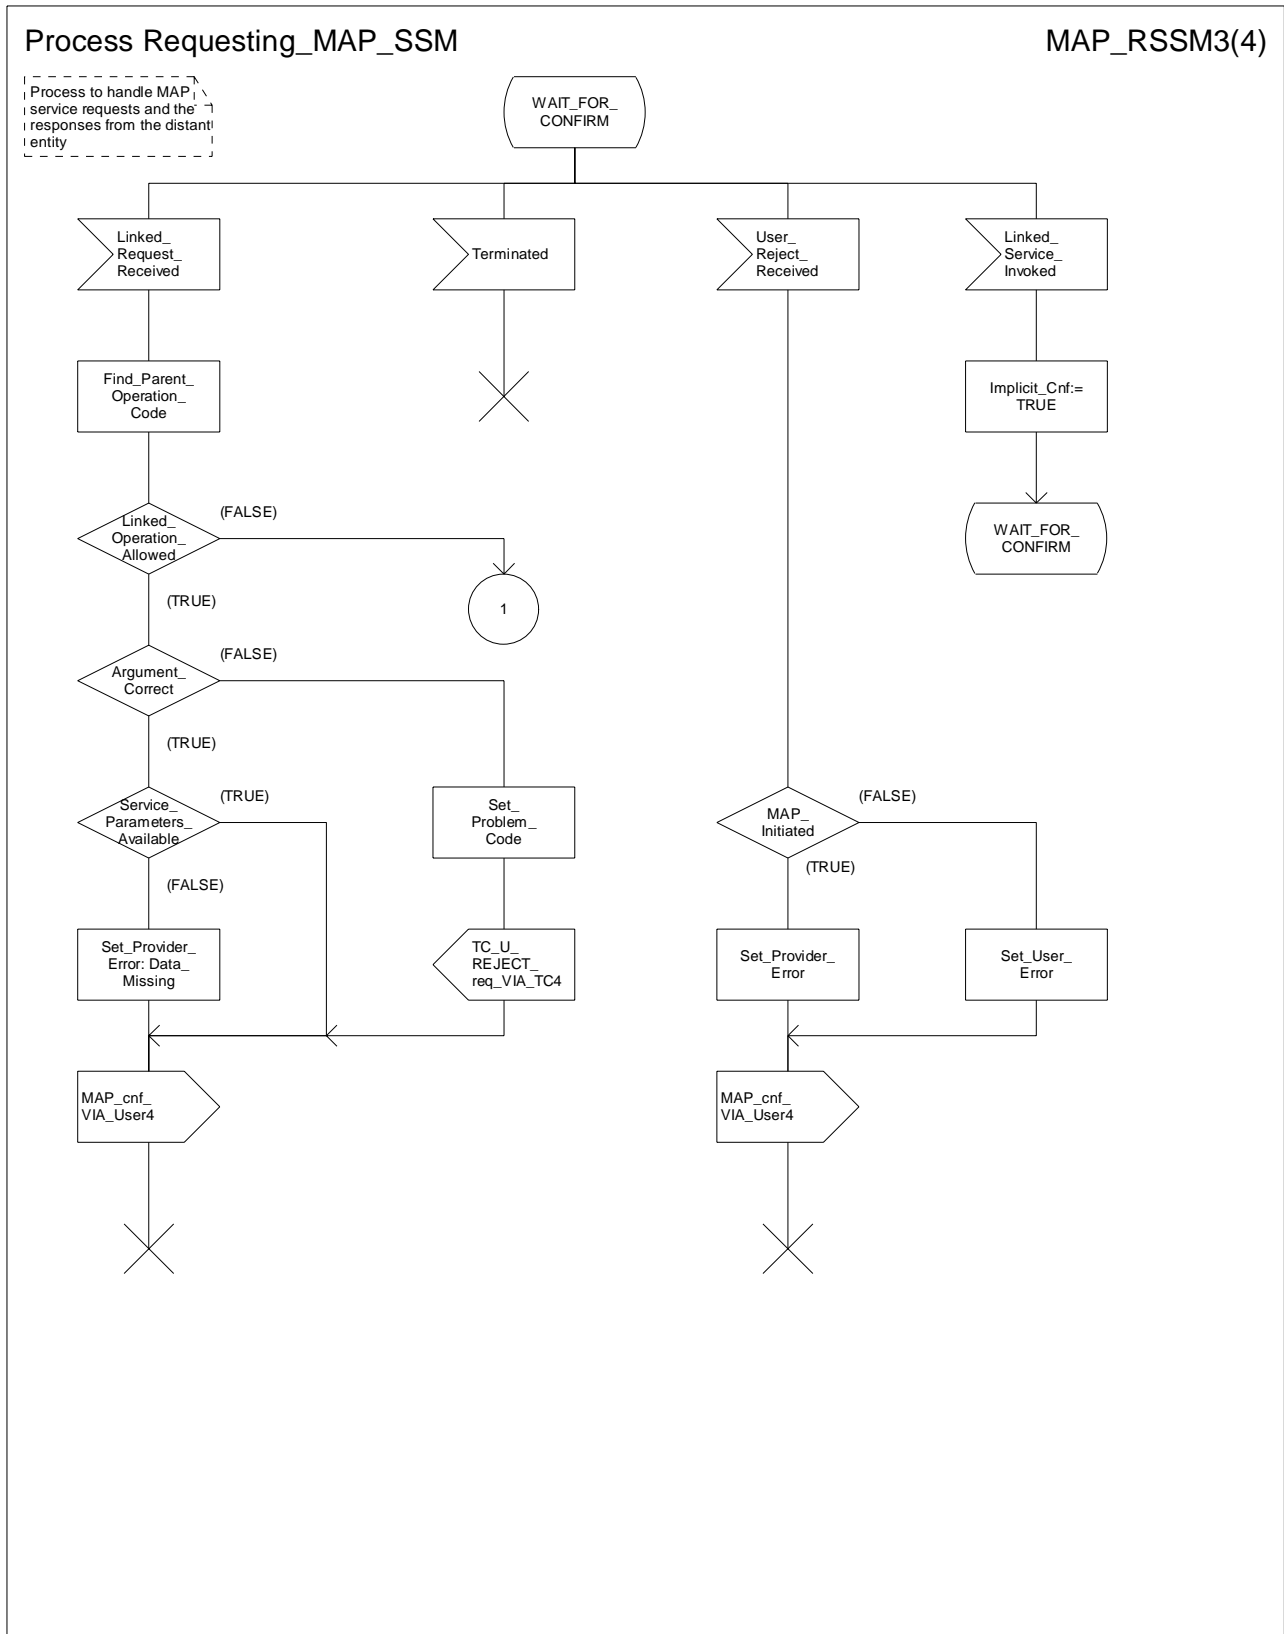 Process Requesting_MAP_SSM
MAP_RSSM3(4)
Process to handle MAP
service requests and the
responses from the distant
entity
WAIT_FOR_
CONFIRM
Linked_
Request_
Received
Terminated
User_
Reject_
Received
Linked_
Service_
Invoked
Find_Parent_
Operation_
Code
Implicit_Cnf:=
TRUE
Linked_
Operation_
Allowed
(FALSE)
WAIT_FOR_
CONFIRM
(TRUE)
1
Argument_
Correct
(FALSE)
(TRUE)
Service_
Parameters_
Available
(TRUE)
Set_
Problem_
Code
MAP_
Initiated
(FALSE)
(FALSE)
(TRUE)
Set_Provider_
Error: Data_
Missing
TC_U_
REJECT_
req_VIA_TC4
Set_Provider_
Error
Set_User_
Error
MAP_cnf_
VIA_User4
MAP_cnf_
VIA_User4